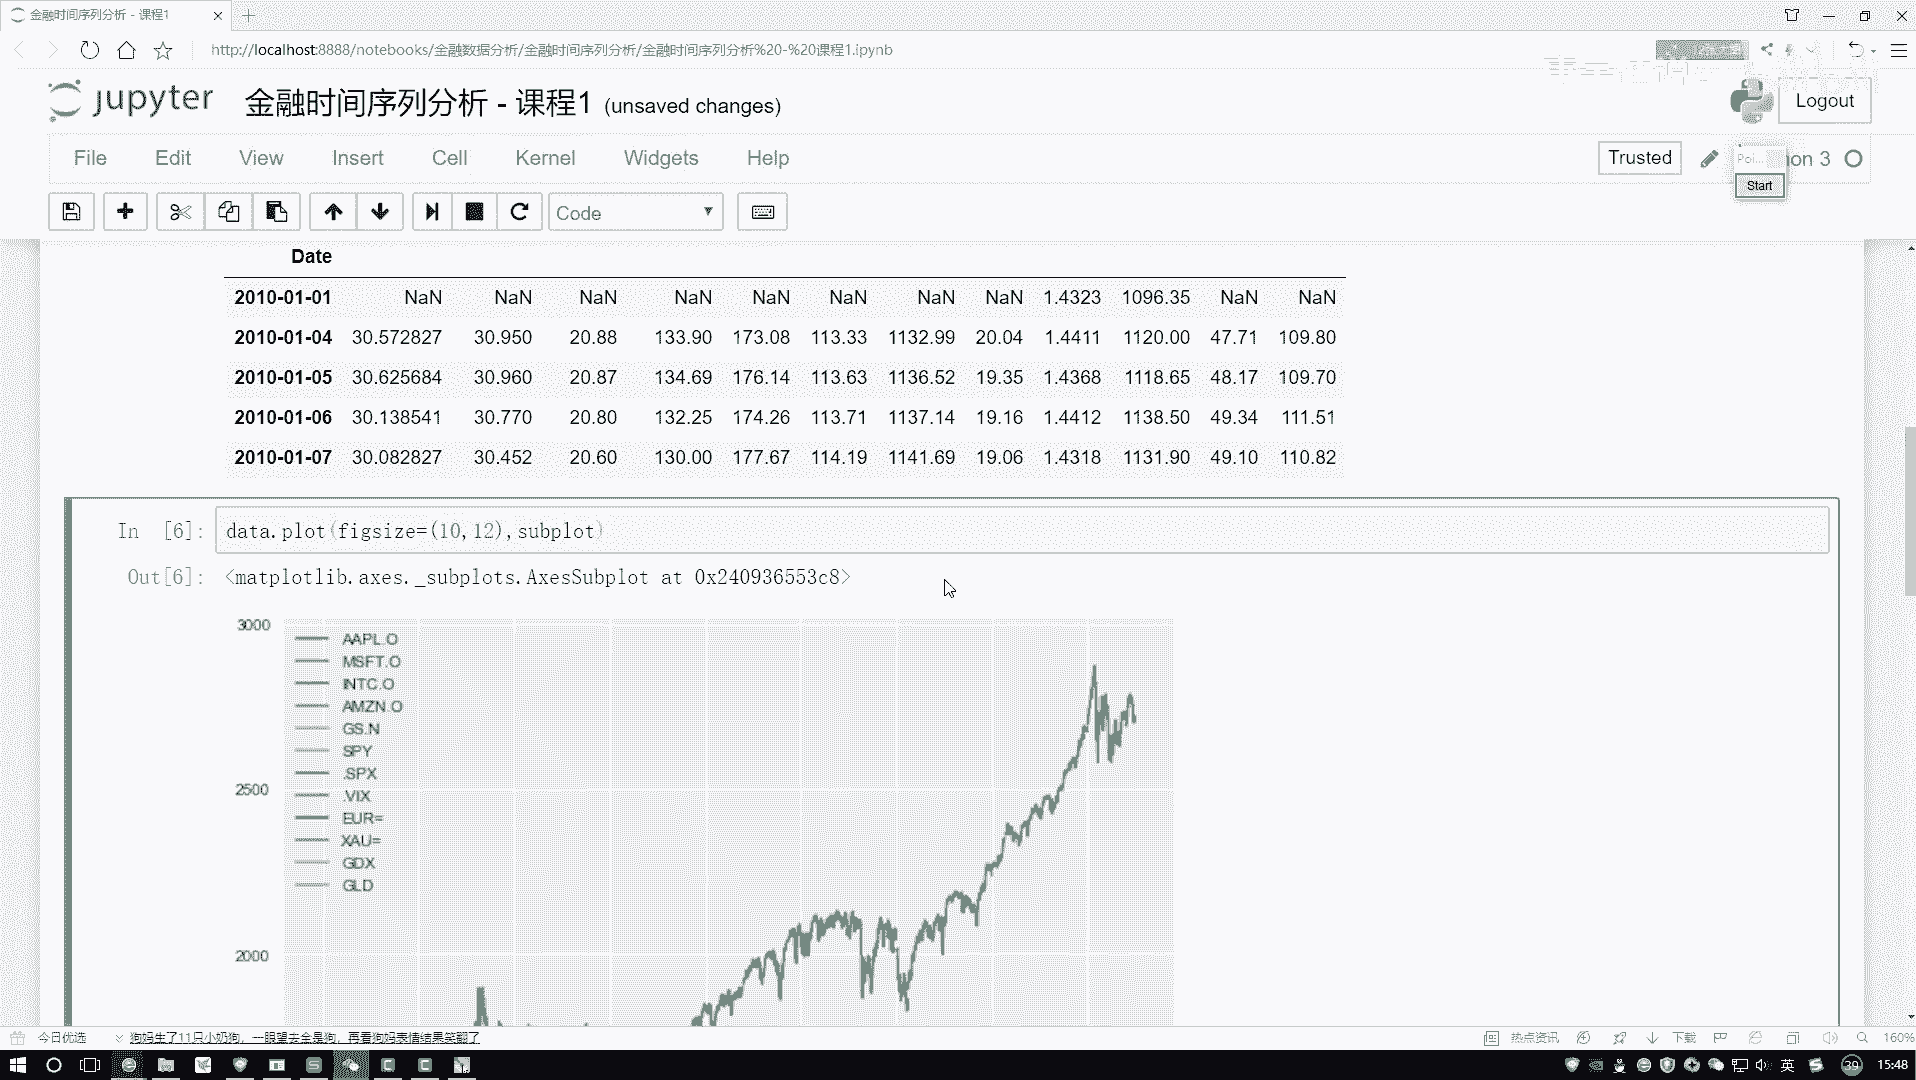 金融时间序列分析 - 课程1
http://localhost:8888/notebooks/金融数据分析/金融时间序列分析/金融时间序列分析%20-%20课程1.ipynb
jupyter 金融时间序列分析 - 课程1 (unsaved changes)
Logout
File Edit View Insert Cell Kernel Widgets Help
Trusted
Poi... on 3
Start
Code
Date
2010-01-01 NaN NaN NaN NaN NaN NaN NaN NaN 1.4323 1096.35 NaN NaN
2010-01-04 30.572827 30.950 20.88 133.90 173.08 113.33 1132.99 20.04 1.4411 1120.00 47.71 109.80
2010-01-05 30.625684 30.960 20.87 134.69 176.14 113.63 1136.52 19.35 1.4368 1118.65 48.17 109.70
2010-01-06 30.138541 30.770 20.80 132.25 174.26 113.71 1137.14 19.16 1.4412 1138.50 49.34 111.51
2010-01-07 30.082827 30.452 20.60 130.00 177.67 114.19 1141.69 19.06 1.4318 1131.90 49.10 110.82
In [6]: data.plot(figsize=(10,12),subplot)
Out[6]: <matplotlib.axes._subplots.AxesSubplot at 0x240936553c8>
3000
AAPL.O
MSFT.O
INTC.O
AMZN.O
GS.N
SPY
.SPX
2500
.VIX
EUR=
XAU=
GDX
GLD
2000
今日优选 狗妈生了11只小奶狗，一眼望去全是狗，再看狗妈表情结果笑翻了
热点资讯 下载 160%
英 39 15:48